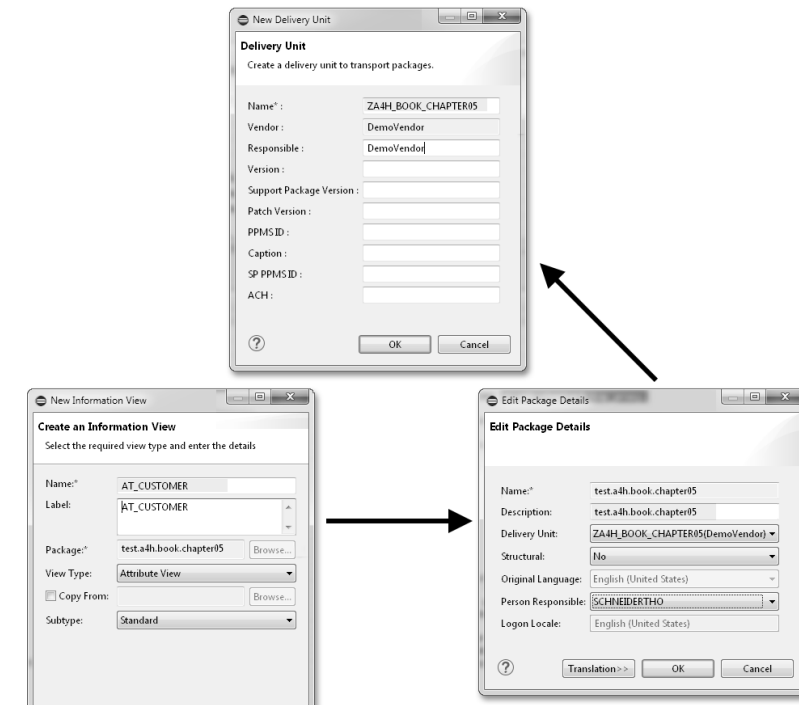 New Delivery Unit
Delivery Unit
Create a delivery unit to transport packages.
Name* : ZA4H_BOOK_CHAPTER05
Vendor : DemoVendor
Responsible : DemoVendor
Version :
Support Package Version :
Patch Version :
PPMS ID :
Caption :
SP PPMS ID :
ACH :
OK Cancel
New Information View
Create an Information View
Select the required view type and enter the details
Name:* AT_CUSTOMER
Label: AT_CUSTOMER
Package:* test.a4h.book.chapter05 Browse...
View Type: Attribute View
Copy From: Browse...
Subtype: Standard
Edit Package Details
Edit Package Details
Name:* test.a4h.book.chapter05
Description: test.a4h.book.chapter05
Delivery Unit: ZA4H_BOOK_CHAPTER05(DemoVendor)
Structural: No
Original Language: English (United States)
Person Responsible: SCHNEIDERTHO
Logon Locale: English (United States)
Translation>> OK Cancel